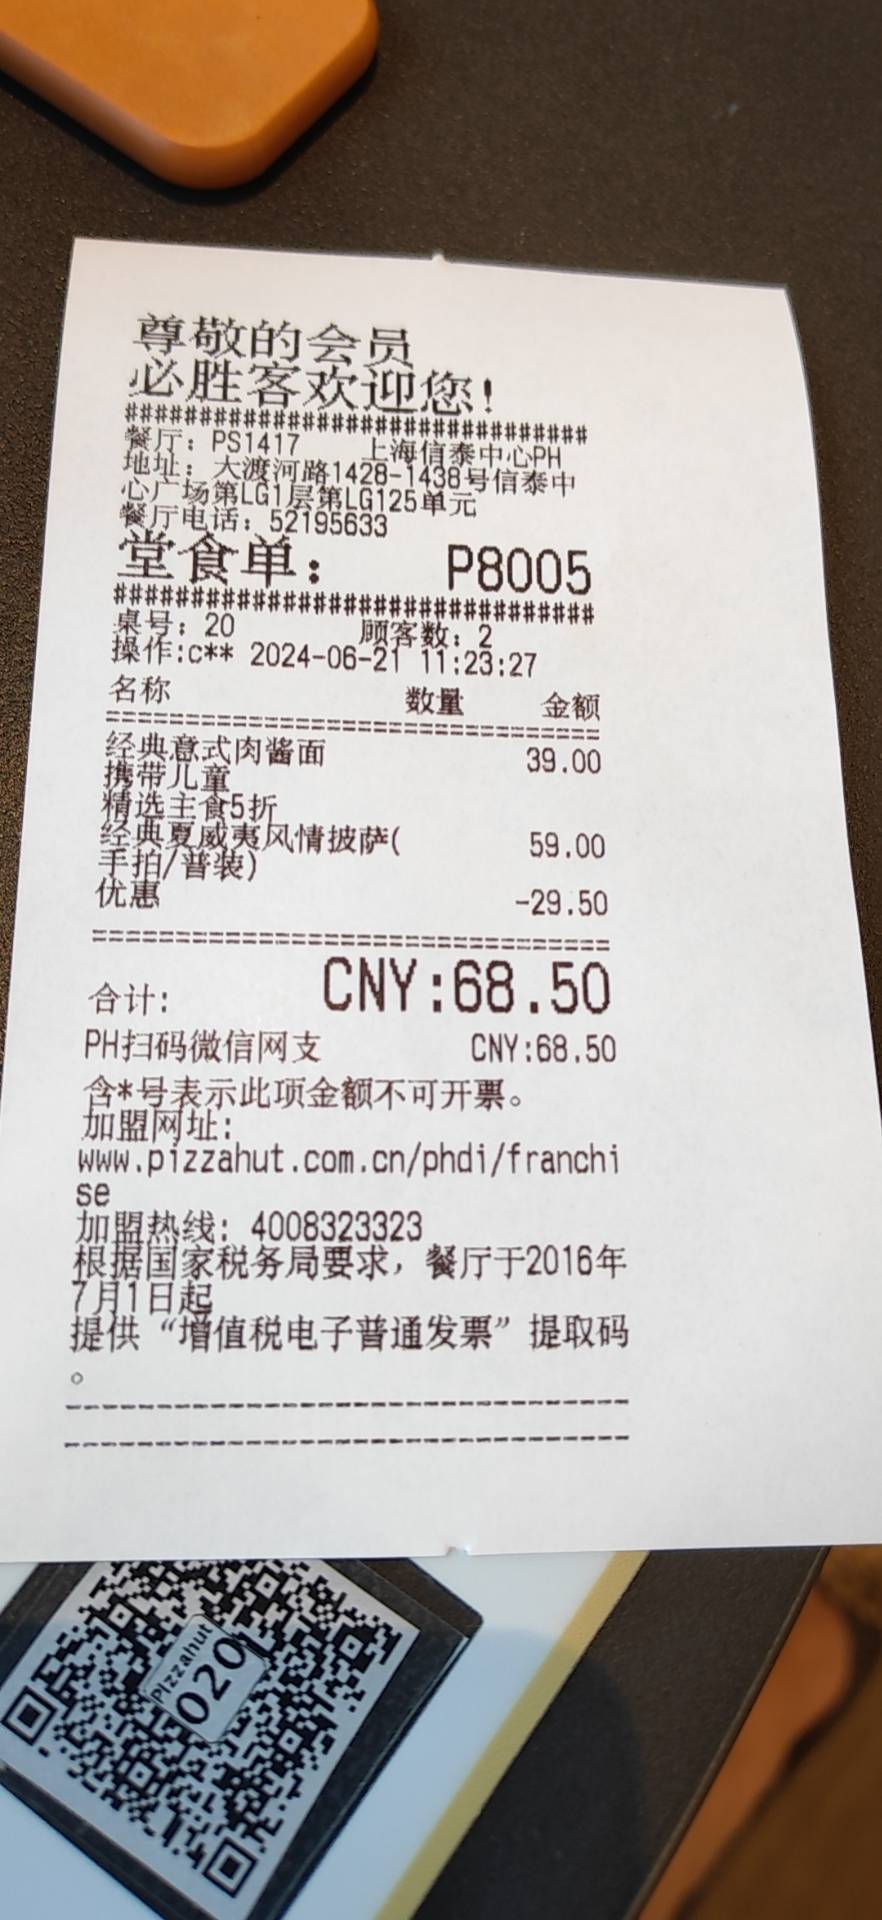 尊敬的会员
必胜客欢迎您!
################################
餐厅: PS1417 上海信泰中心PH
地址: 大渡河路1428-1438号信泰中
心广场第LG1层第LG125单元
餐厅电话: 52195633
堂食单: P8005
################################
桌号: 20 顾客数: 2
操作:c** 2024-06-21 11:23:27
名称 数量 金额
================================
经典意式肉酱面 39.00
携带儿童
精选主食5折
经典夏威夷风情披萨( 59.00
手拍/普装)
优惠 -29.50
================================
合计: CNY:68.50
PH扫码微信网支 CNY:68.50
含*号表示此项金额不可开票。
加盟网址:
www.pizzahut.com.cn/phdi/franchi
se
加盟热线: 4008323323
根据国家税务局要求，餐厅于2016年
7月1日起
提供“增值税电子普通发票”提取码
。
--------------------------------
--------------------------------
Pizzahut
020